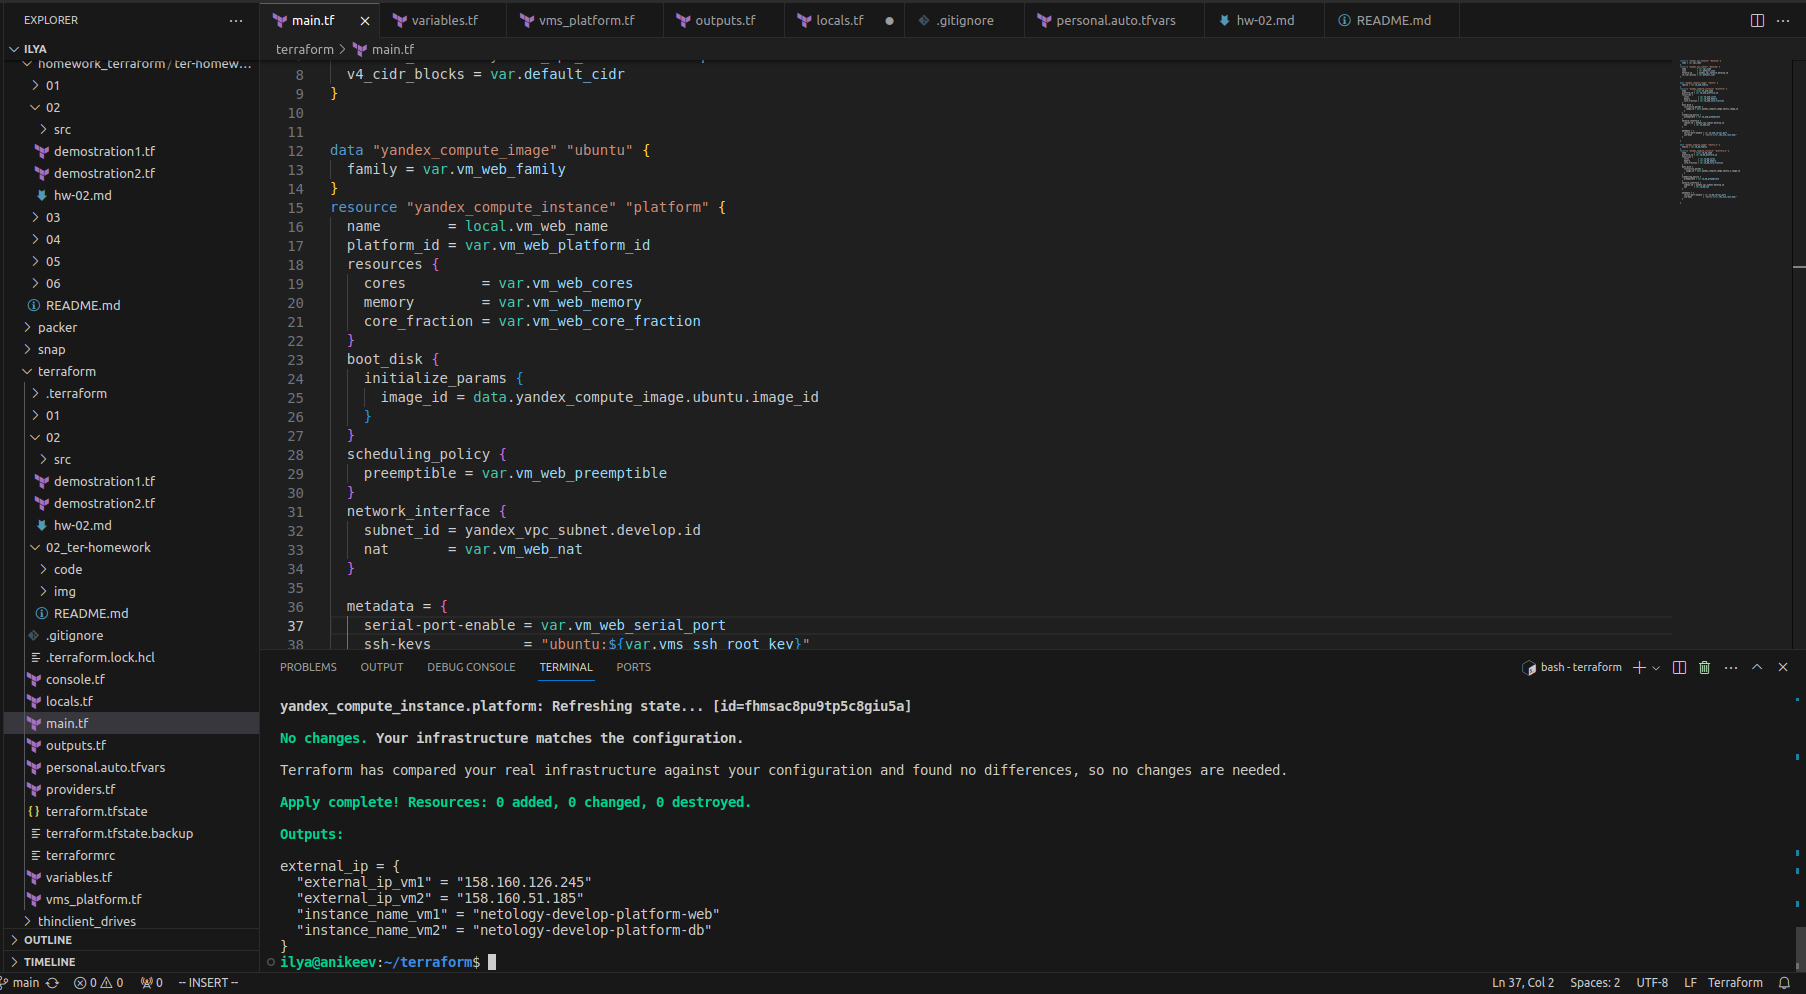 EXPLORER
ILYA
homework_terraform / ter-homew...
01
02
src
demostration1.tf
demostration2.tf
hw-02.md
03
04
05
06
README.md
packer
snap
terraform
.terraform
01
02
src
demostration1.tf
demostration2.tf
hw-02.md
02_ter-homework
code
img
README.md
.gitignore
.terraform.lock.hcl
console.tf
locals.tf
main.tf
outputs.tf
personal.auto.tfvars
providers.tf
terraform.tfstate
terraform.tfstate.backup
terraformrc
variables.tf
vms_platform.tf
thinclient_drives
OUTLINE
TIMELINE
main.tf variables.tf vms_platform.tf outputs.tf locals.tf .gitignore personal.auto.tfvars hw-02.md README.md
terraform > main.tf
8 v4_cidr_blocks = var.default_cidr
9 }
10
11
12 data "yandex_compute_image" "ubuntu" {
13 family = var.vm_web_family
14 }
15 resource "yandex_compute_instance" "platform" {
16 name = local.vm_web_name
17 platform_id = var.vm_web_platform_id
18 resources {
19 cores = var.vm_web_cores
20 memory = var.vm_web_memory
21 core_fraction = var.vm_web_core_fraction
22 }
23 boot_disk {
24 initialize_params {
25 image_id = data.yandex_compute_image.ubuntu.image_id
26 }
27 }
28 scheduling_policy {
29 preemptible = var.vm_web_preemptible
30 }
31 network_interface {
32 subnet_id = yandex_vpc_subnet.develop.id
33 nat = var.vm_web_nat
34 }
35
36 metadata = {
37 serial-port-enable = var.vm_web_serial_port
38 ssh-keys = "ubuntu:${var.vms_ssh_root_key}"
PROBLEMS OUTPUT DEBUG CONSOLE TERMINAL PORTS
bash - terraform
yandex_compute_instance.platform: Refreshing state... [id=fhmsac8pu9tp5c8giu5a]
No changes. Your infrastructure matches the configuration.
Terraform has compared your real infrastructure against your configuration and found no differences, so no changes are needed.
Apply complete! Resources: 0 added, 0 changed, 0 destroyed.
Outputs:
external_ip = {
"external_ip_vm1" = "158.160.126.245"
"external_ip_vm2" = "158.160.51.185"
"instance_name_vm1" = "netology-develop-platform-web"
"instance_name_vm2" = "netology-develop-platform-db"
}
ilya@anikeev:~/terraform$
main 0 0 0 -- INSERT --
Ln 37, Col 2 Spaces: 2 UTF-8 LF Terraform